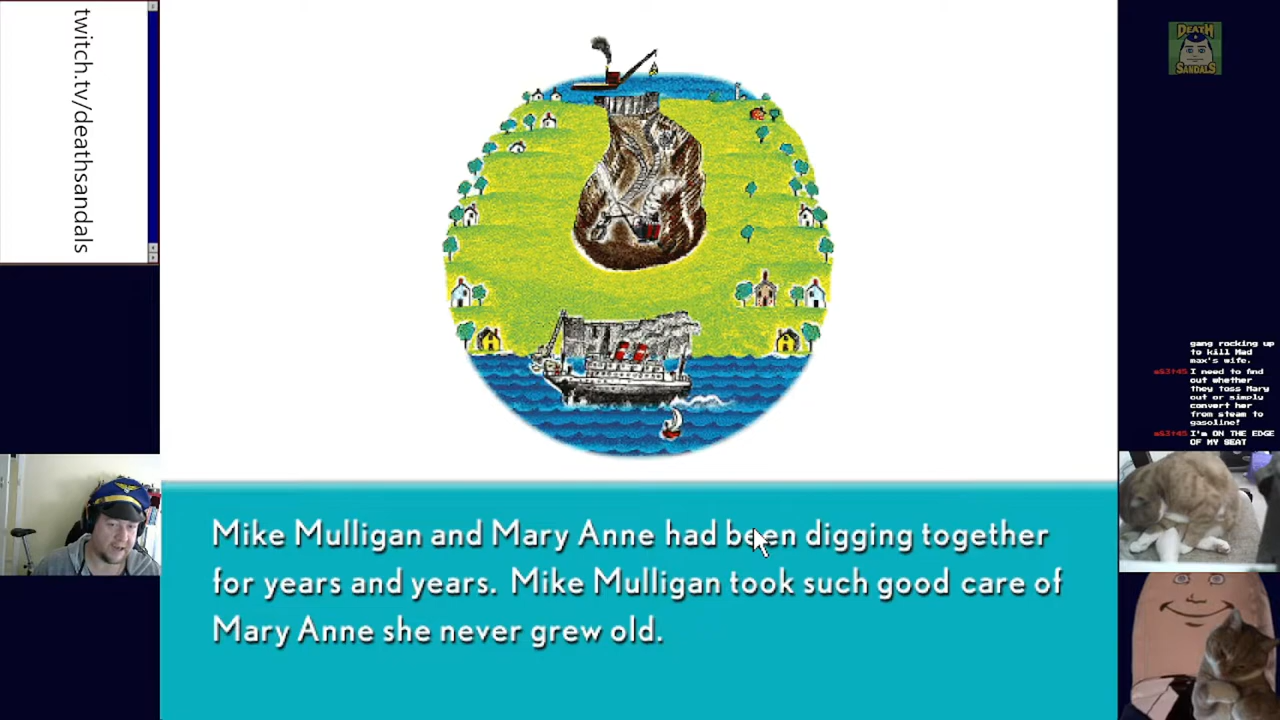 twitch.tv/deathsandals
DEATH
SANDALS
gang rocking up
to kill Mad
max's wife.
m63t45 I need to find
out whether
they toss Mary
out or simply
convert her
from steam to
gasoline?
m63t45 I'm ON THE EDGE
OF MY SEAT
Mike Mulligan and Mary Anne had been digging together
for years and years. Mike Mulligan took such good care of
Mary Anne she never grew old.